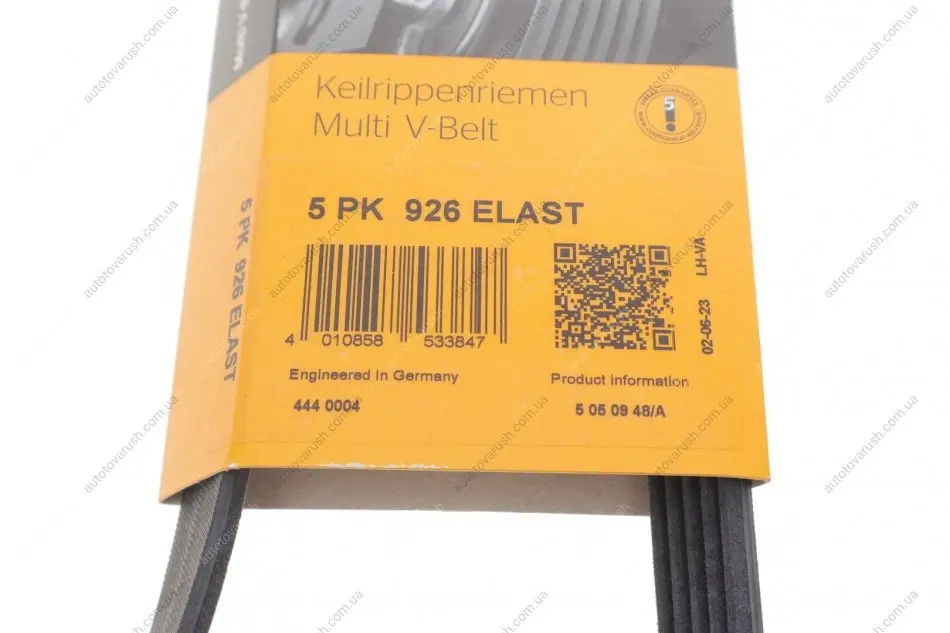 Keilrippenriemen
Multi V-Belt
5
5 PK 926 ELAST
5 PK 926 ELAST
4 010858 533847
LH-VA
02-06-23
Engineered in Germany
Product information
444 0004
5 05 09 48/A
autotovarush.com.ua